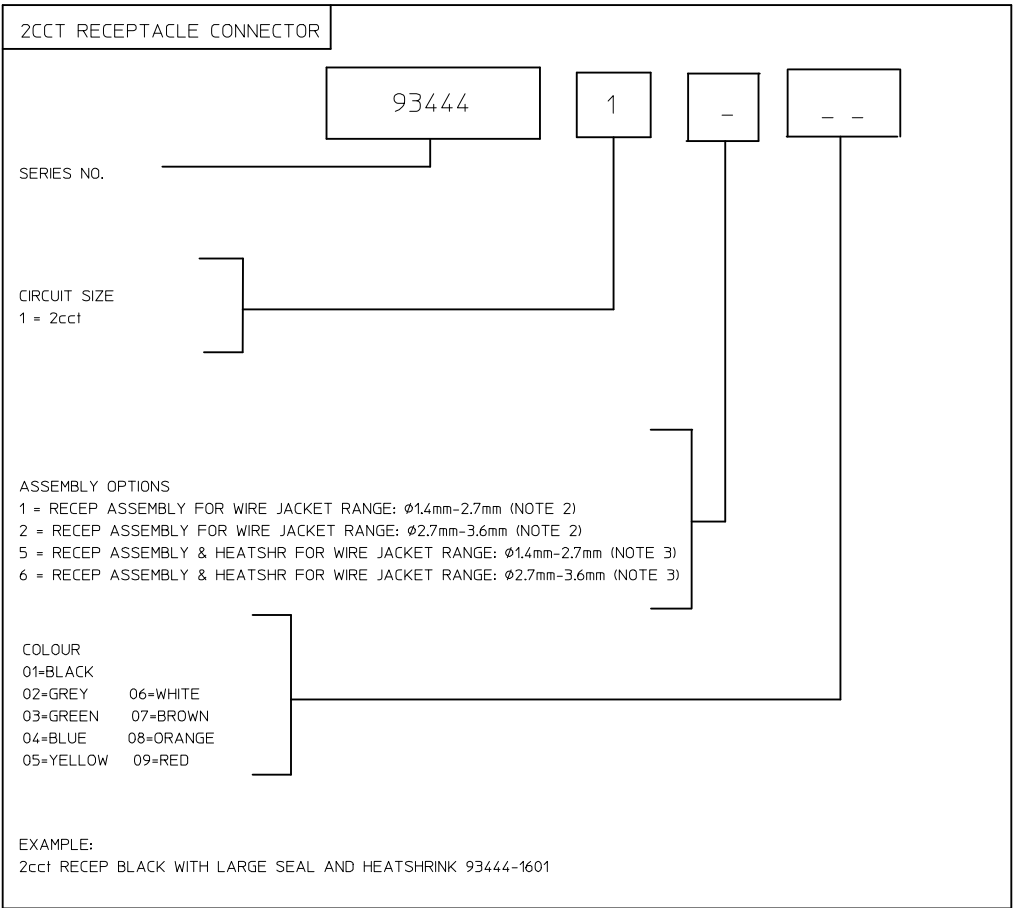 2CCT RECEPTACLE CONNECTOR
93444 1 _ _ _
SERIES NO.
CIRCUIT SIZE
1 = 2cct
ASSEMBLY OPTIONS
1 = RECEP ASSEMBLY FOR WIRE JACKET RANGE: Ø1.4mm-2.7mm (NOTE 2)
2 = RECEP ASSEMBLY FOR WIRE JACKET RANGE: Ø2.7mm-3.6mm (NOTE 2)
5 = RECEP ASSEMBLY & HEATSHR FOR WIRE JACKET RANGE: Ø1.4mm-2.7mm (NOTE 3)
6 = RECEP ASSEMBLY & HEATSHR FOR WIRE JACKET RANGE: Ø2.7mm-3.6mm (NOTE 3)
COLOUR
01=BLACK
02=GREY 06=WHITE
03=GREEN 07=BROWN
04=BLUE 08=ORANGE
05=YELLOW 09=RED
EXAMPLE:
2cct RECEP BLACK WITH LARGE SEAL AND HEATSHRINK 93444-1601